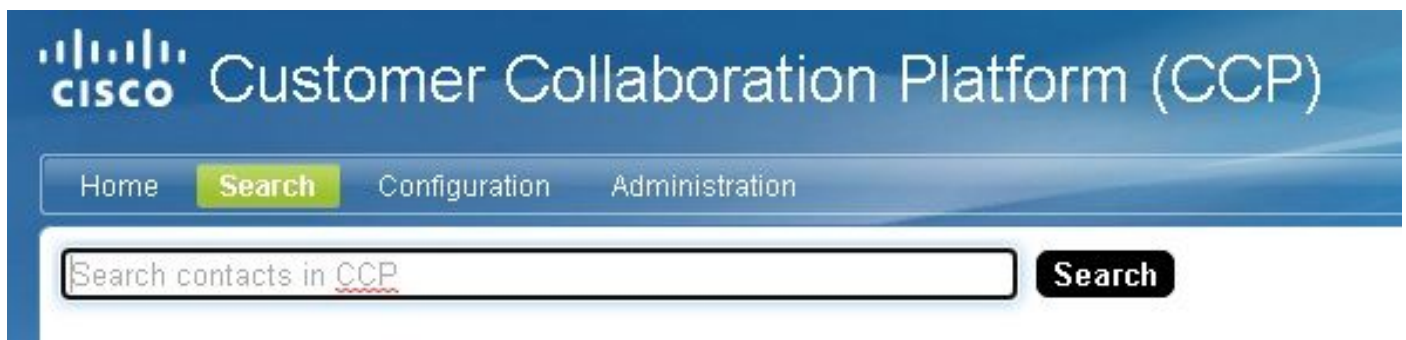 CISCO Customer Collaboration Platform (CCP)
Home Search Configuration Administration
Search contacts in CCP Search